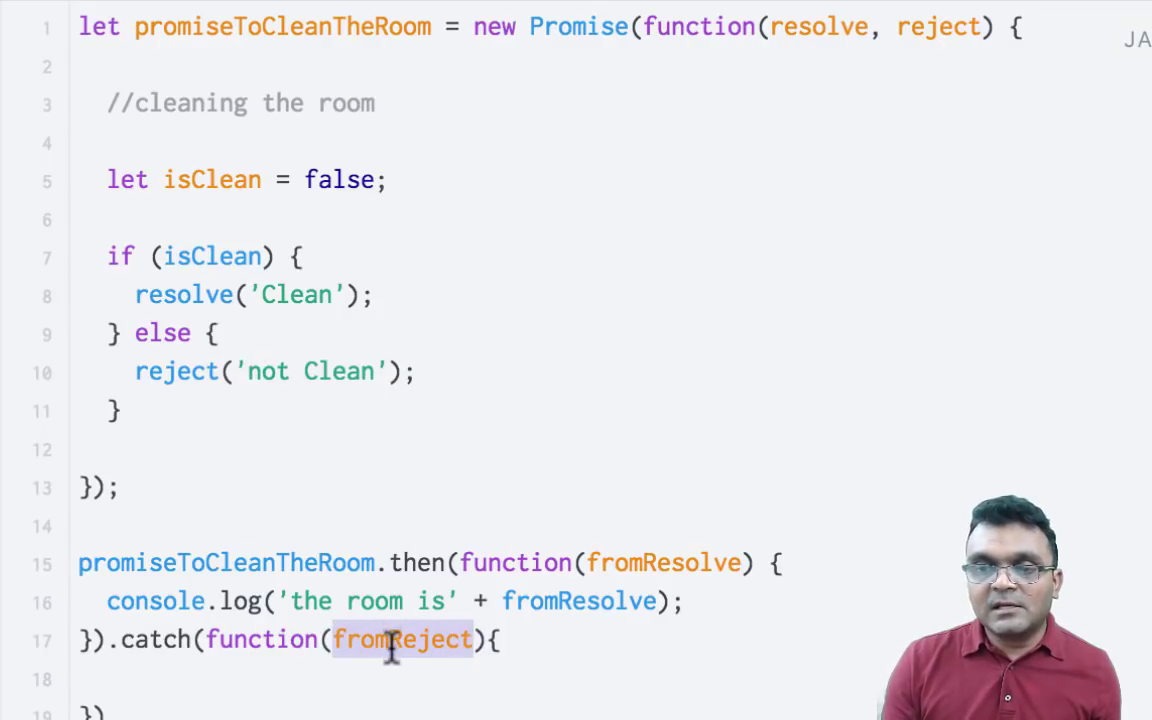 1 let promiseToCleanTheRoom = new Promise(function(resolve, reject) {
JA
2
3 //cleaning the room
4
5 let isClean = false;
6
7 if (isClean) {
8 resolve('Clean');
9 } else {
10 reject('not Clean');
11 }
12
13 });
14
15 promiseToCleanTheRoom.then(function(fromResolve) {
16 console.log('the room is' + fromResolve);
17 }).catch(function(fromReject){
18
19 })